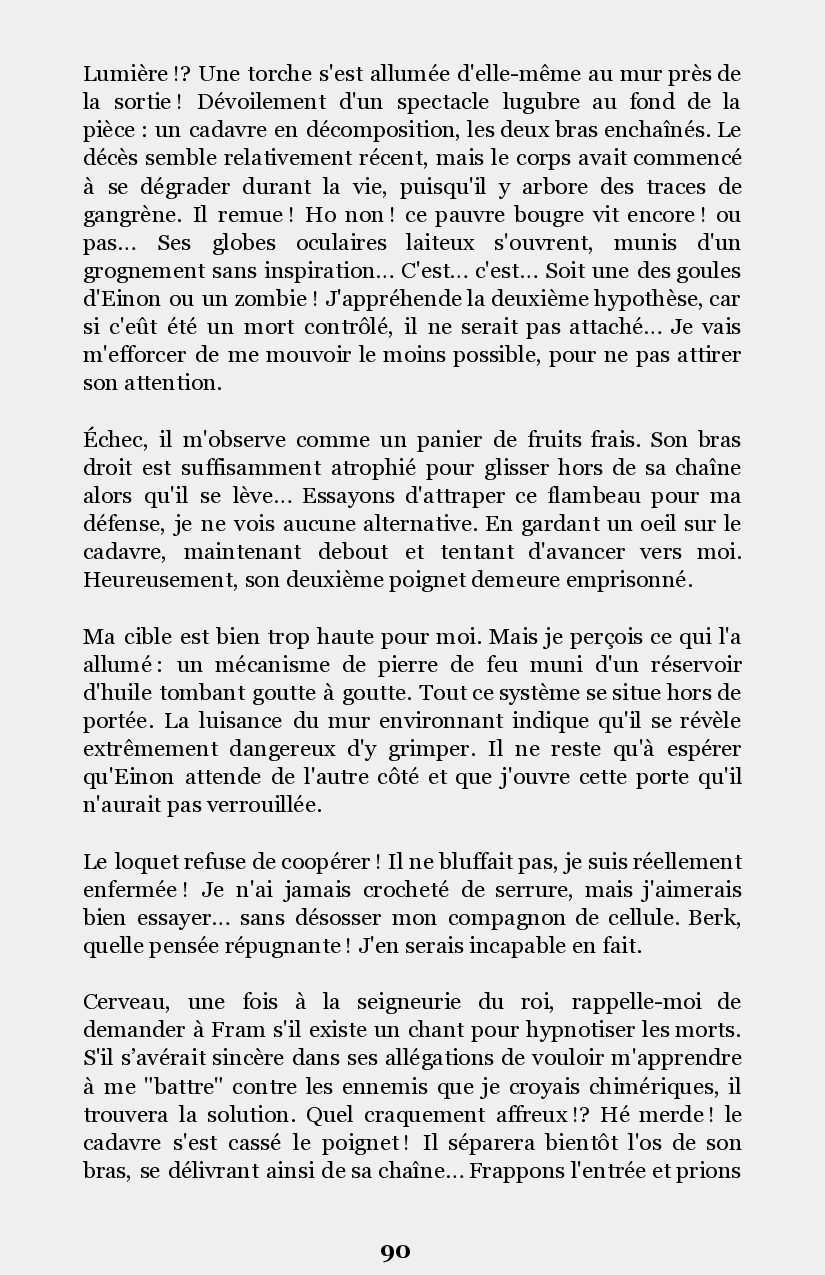 Lumière !? Une torche s'est allumée d'elle-même au mur près de
la sortie ! Dévoilement d'un spectacle lugubre au fond de la
pièce : un cadavre en décomposition, les deux bras enchaînés. Le
décès semble relativement récent, mais le corps avait commencé
à se dégrader durant la vie, puisqu'il y arbore des traces de
gangrène. Il remue ! Ho non ! ce pauvre bougre vit encore ! ou
pas... Ses globes oculaires laiteux s'ouvrent, munis d'un
grognement sans inspiration... C'est... c'est... Soit une des goules
d'Einon ou un zombie ! J'appréhende la deuxième hypothèse, car
si c'eût été un mort contrôlé, il ne serait pas attaché... Je vais
m'efforcer de me mouvoir le moins possible, pour ne pas attirer
son attention.
Échec, il m'observe comme un panier de fruits frais. Son bras
droit est suffisamment atrophié pour glisser hors de sa chaîne
alors qu'il se lève... Essayons d'attraper ce flambeau pour ma
défense, je ne vois aucune alternative. En gardant un oeil sur le
cadavre, maintenant debout et tentant d'avancer vers moi.
Heureusement, son deuxième poignet demeure emprisonné.
Ma cible est bien trop haute pour moi. Mais je perçois ce qui l'a
allumé : un mécanisme de pierre de feu muni d'un réservoir
d'huile tombant goutte à goutte. Tout ce système se situe hors de
portée. La luisance du mur environnant indique qu'il se révèle
extrêmement dangereux d'y grimper. Il ne reste qu'à espérer
qu'Einon attende de l'autre côté et que j'ouvre cette porte qu'il
n'aurait pas verrouillée.
Le loquet refuse de coopérer ! Il ne bluffait pas, je suis réellement
enfermée ! Je n'ai jamais crocheté de serrure, mais j'aimerais
bien essayer... sans désosser mon compagnon de cellule. Berk,
quelle pensée répugnante ! J'en serais incapable en fait.
Cerveau, une fois à la seigneurie du roi, rappelle-moi de
demander à Fram s'il existe un chant pour hypnotiser les morts.
S'il s’avérait sincère dans ses allégations de vouloir m'apprendre
à me "battre" contre les ennemis que je croyais chimériques, il
trouvera la solution. Quel craquement affreux !? Hé merde ! le
cadavre s'est cassé le poignet ! Il séparera bientôt l'os de son
bras, se délivrant ainsi de sa chaîne... Frappons l'entrée et prions
90